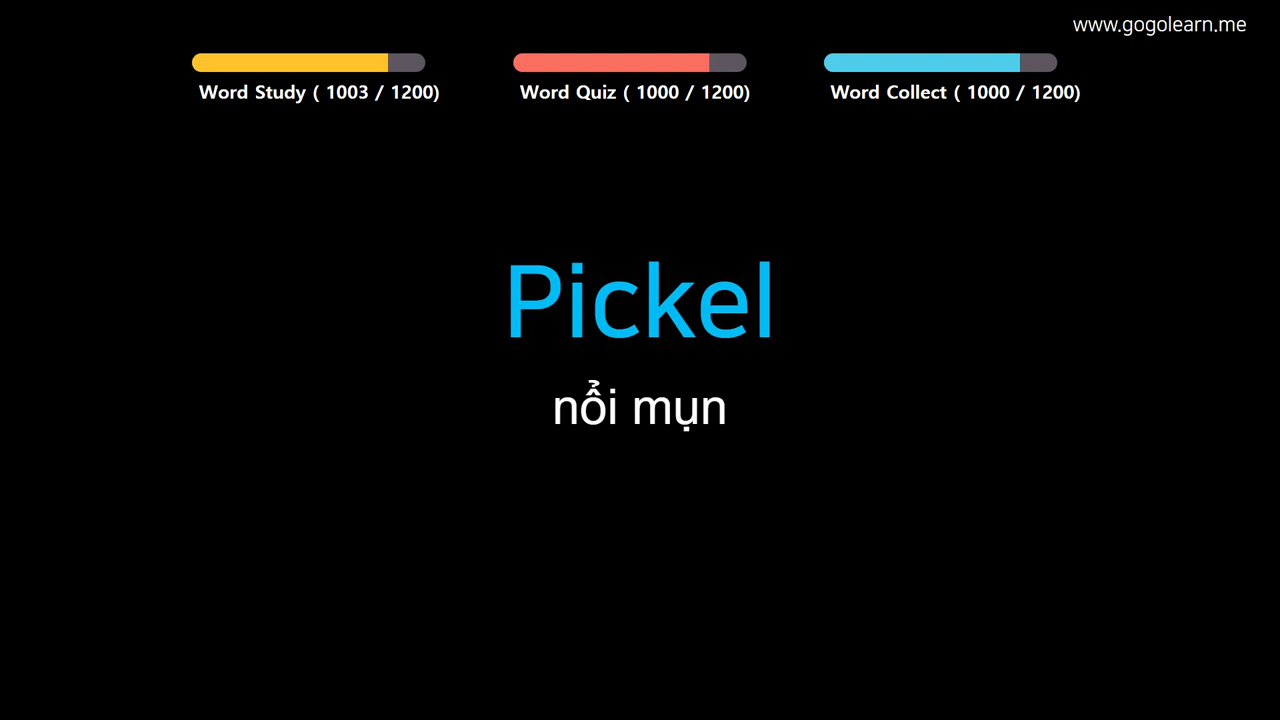 www.gogolearn.me
Word Study ( 1003 / 1200)
Word Quiz ( 1000 / 1200)
Word Collect ( 1000 / 1200)
Pickel
nổi mụn